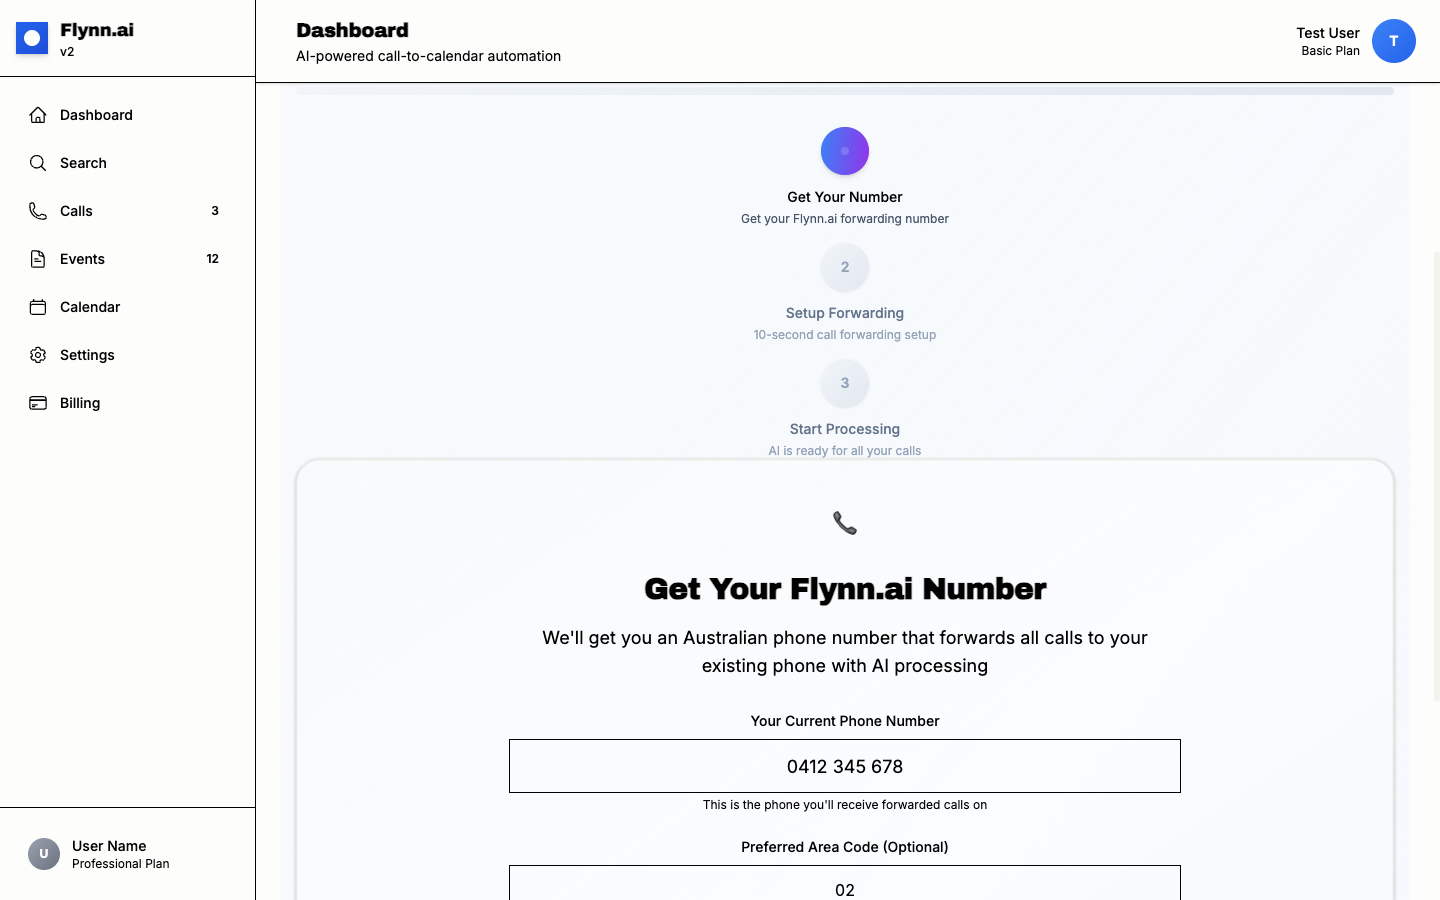 Flynn.ai
v2
Dashboard
Search
Calls 3
Events 12
Calendar
Settings
Billing
U
User Name
Professional Plan
Dashboard
AI-powered call-to-calendar automation
Test User
Basic Plan
T
Get Your Number
Get your Flynn.ai forwarding number
2
Setup Forwarding
10-second call forwarding setup
3
Start Processing
AI is ready for all your calls
Get Your Flynn.ai Number
We'll get you an Australian phone number that forwards all calls to your
existing phone with AI processing
Your Current Phone Number
0412 345 678
This is the phone you'll receive forwarded calls on
Preferred Area Code (Optional)
02